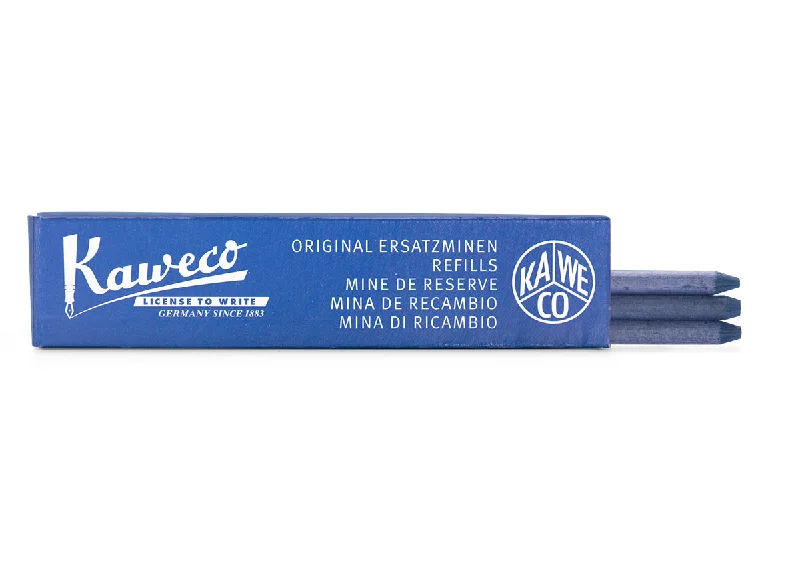 Kaweco
LICENSE TO WRITE
GERMANY SINCE 1883
ORIGINAL ERSATZMINEN
REFILLS
MINE DE RESERVE
MINA DE RECAMBIO
MINA DI RICAMBIO
KA WE
CO